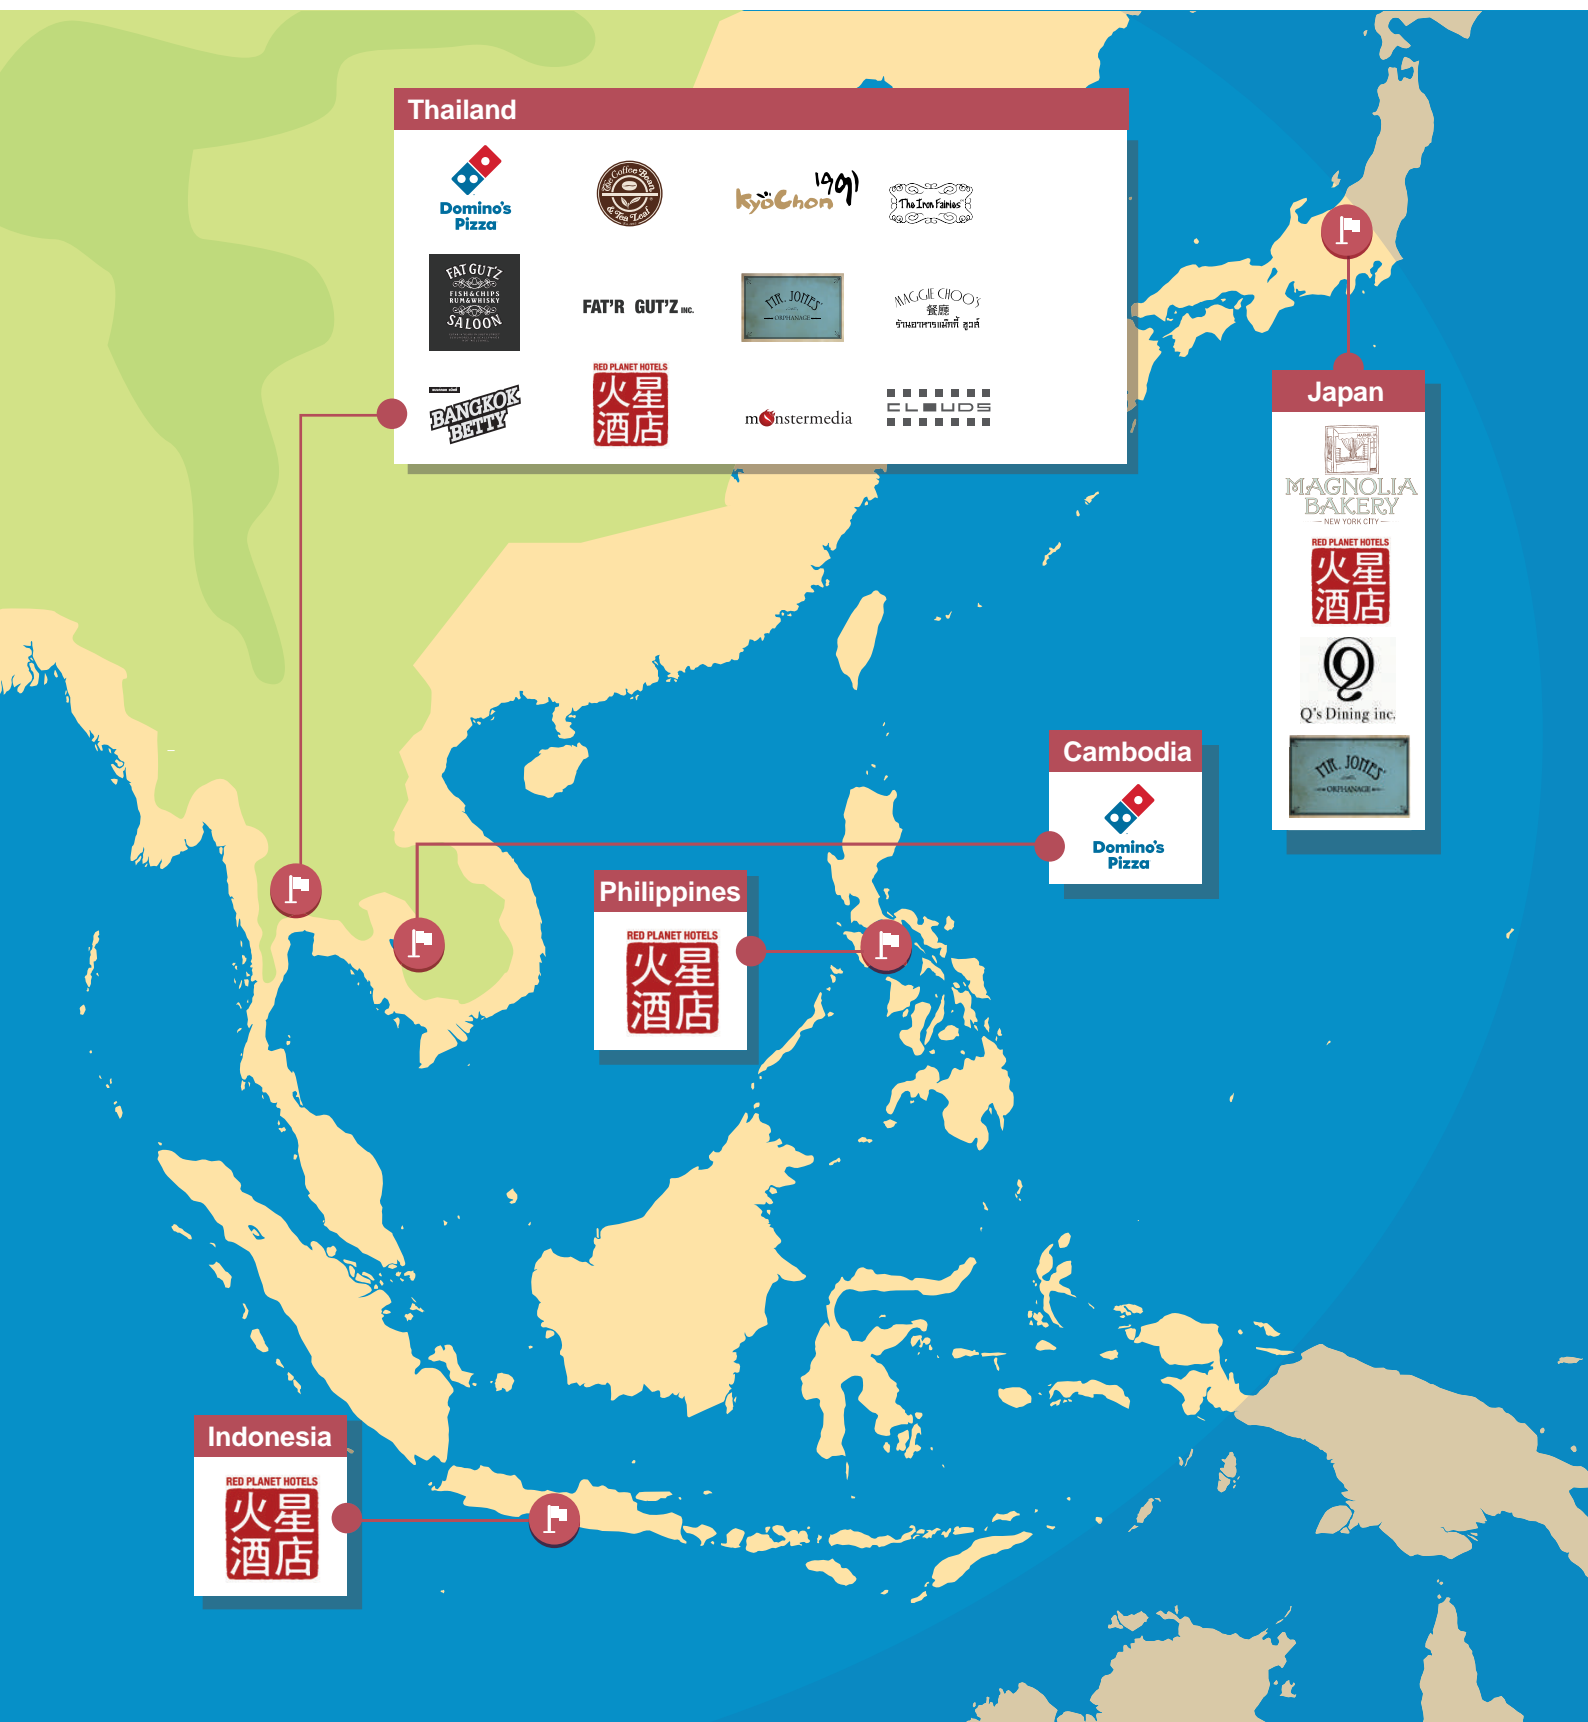 Thailand
Domino's
Pizza
The Coffee Bean
& Tea Leaf
KyoChon 1991
The Iron Fairies
FAT GUT'Z
FISH & CHIPS
RUM & WHISKY
SALOON
FAT'R GUT'Z INC.
MR. JONES'
ORPHANAGE
MAGGIE CHOO'S
餐廳
ร้านอาหารแม็กกี้ ชูวส์
BANGKOK
BETTY
RED PLANET HOTELS
火星
酒店
monstermedia
CLOUDS
Japan
MAGNOLIA
BAKERY
NEW YORK CITY
RED PLANET HOTELS
火星
酒店
Q
Q's Dining inc.
MR. JONES'
ORPHANAGE
Cambodia
Domino's
Pizza
Philippines
RED PLANET HOTELS
火星
酒店
Indonesia
RED PLANET HOTELS
火星
酒店